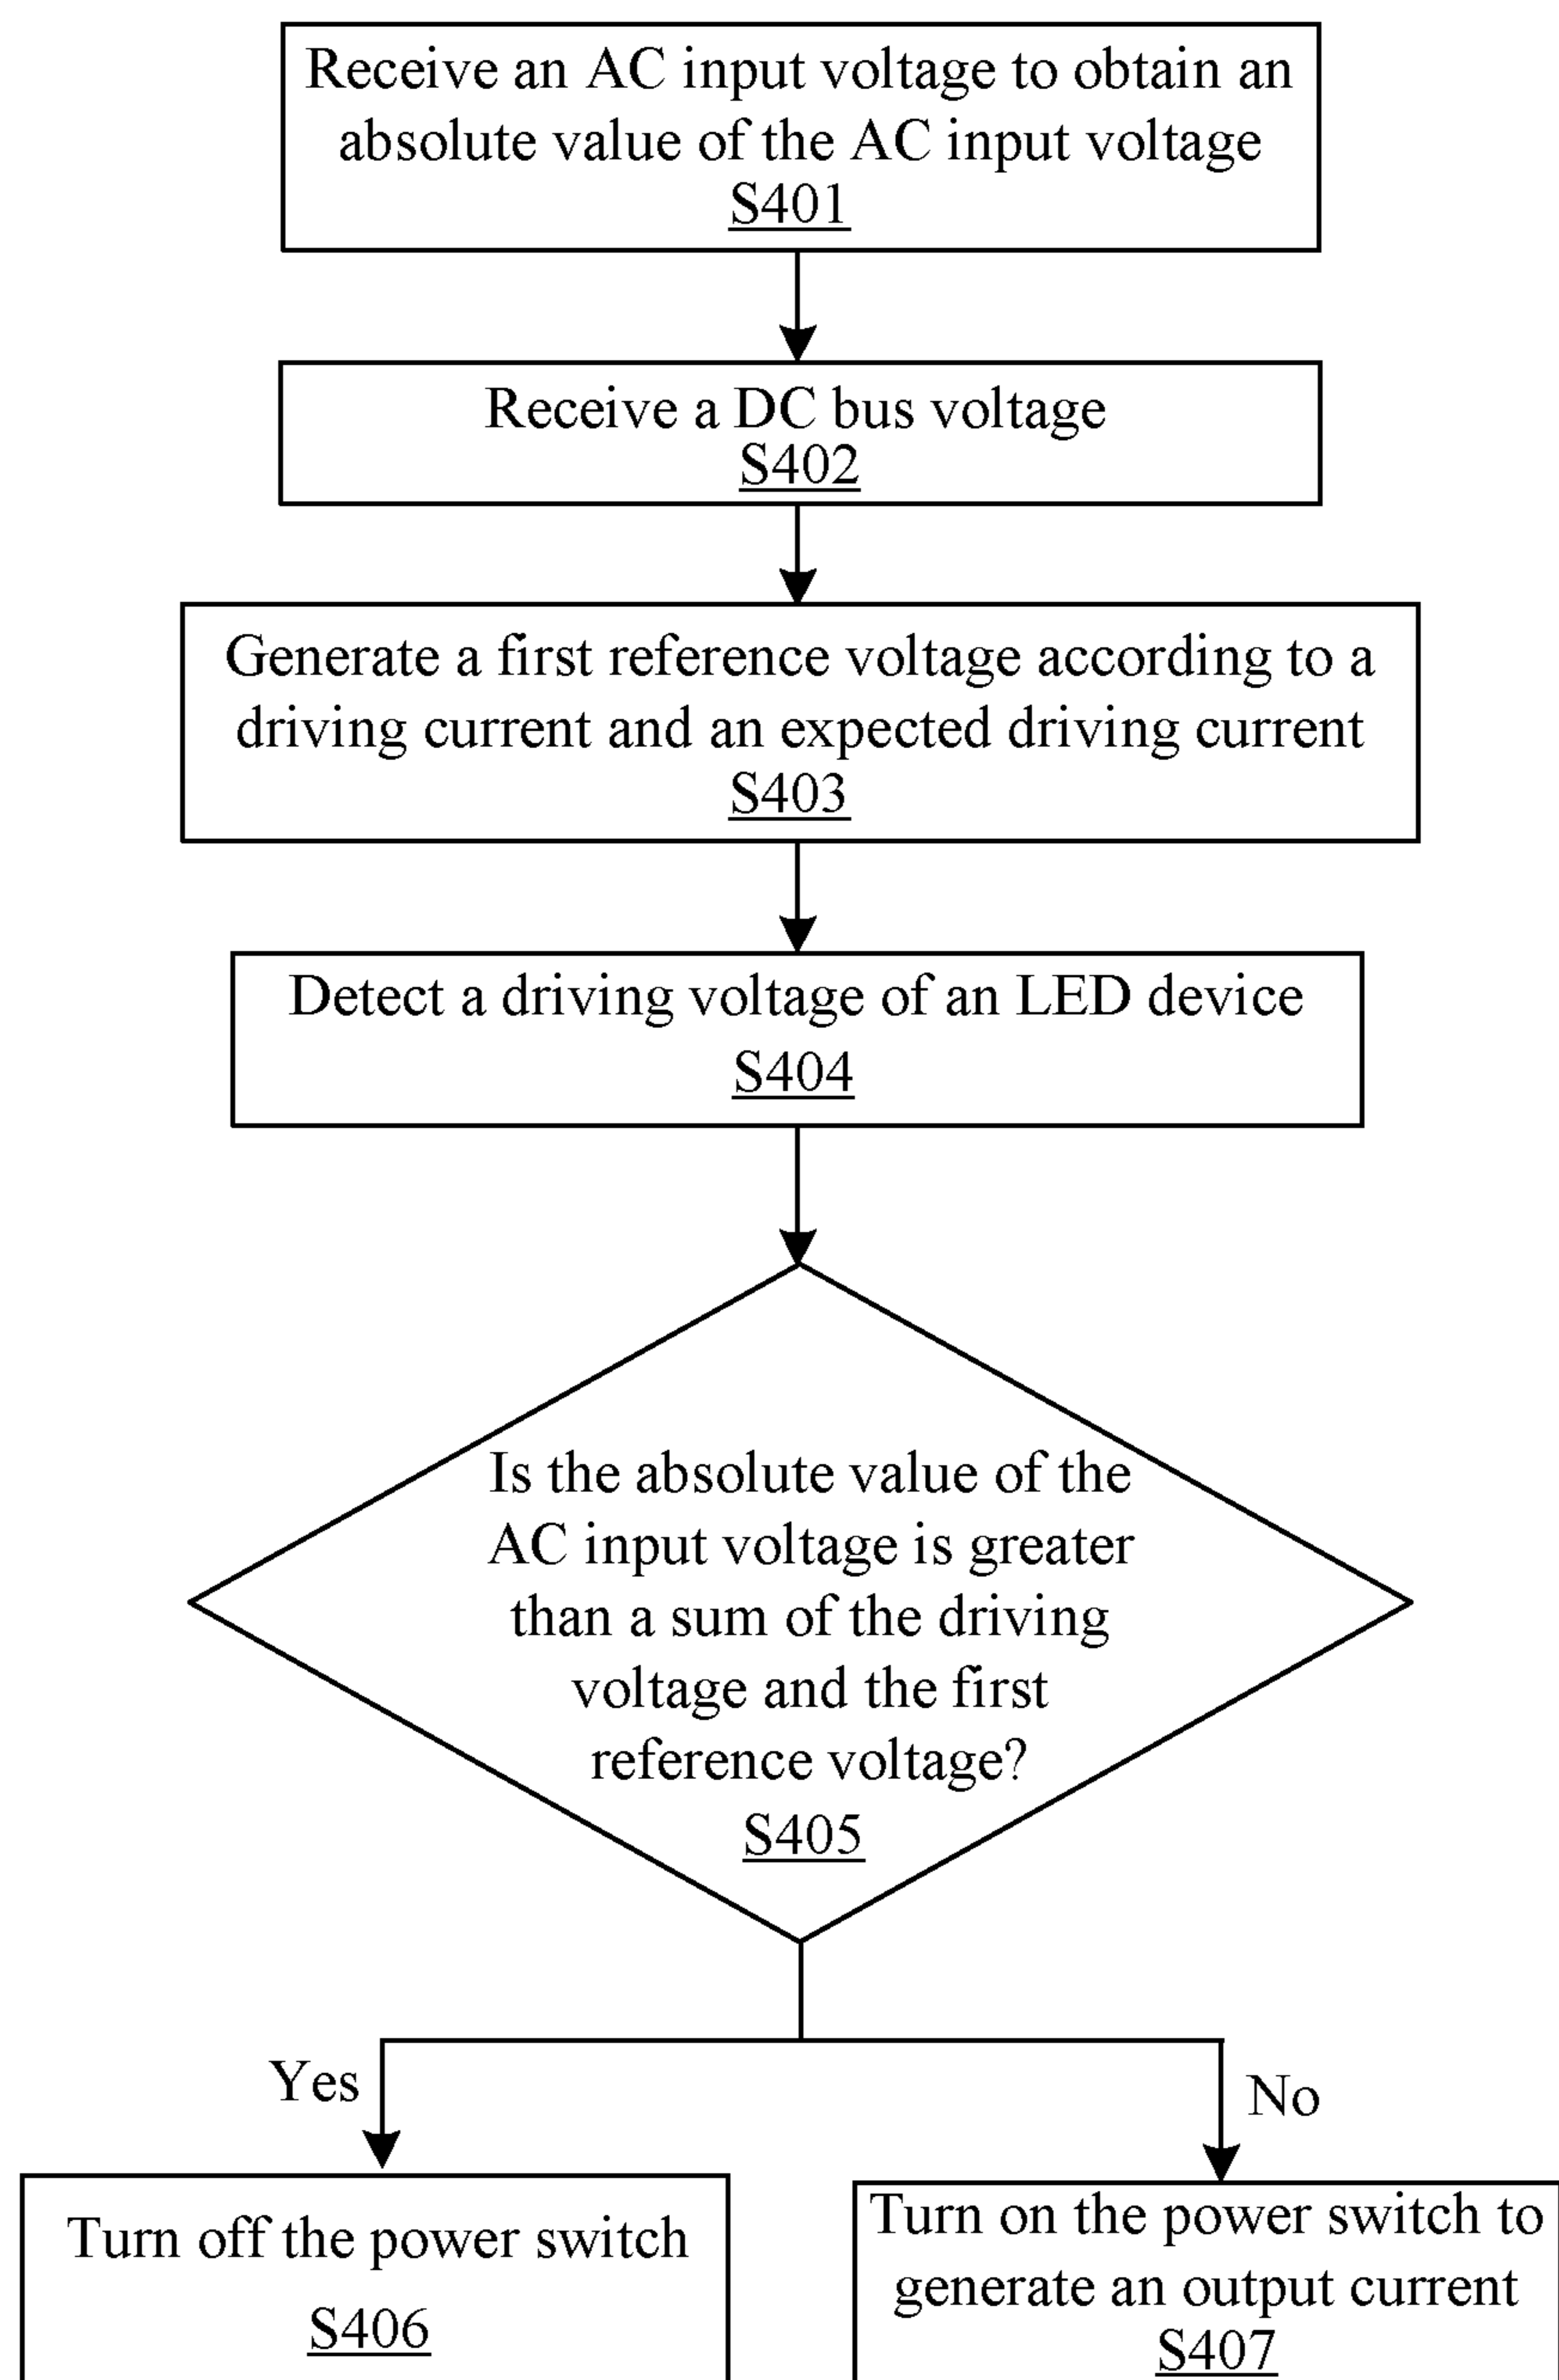 Receive an AC input voltage to obtain an
absolute value of the AC input voltage
S401
Receive a DC bus voltage
S402
Generate a first reference voltage according to a
driving current and an expected driving current
S403
Detect a driving voltage of an LED device
S404
Is the absolute value of the
AC input voltage is greater
than a sum of the driving
voltage and the first
reference voltage?
S405
Yes
No
Turn off the power switch
S406
Turn on the power switch to
generate an output current
S407